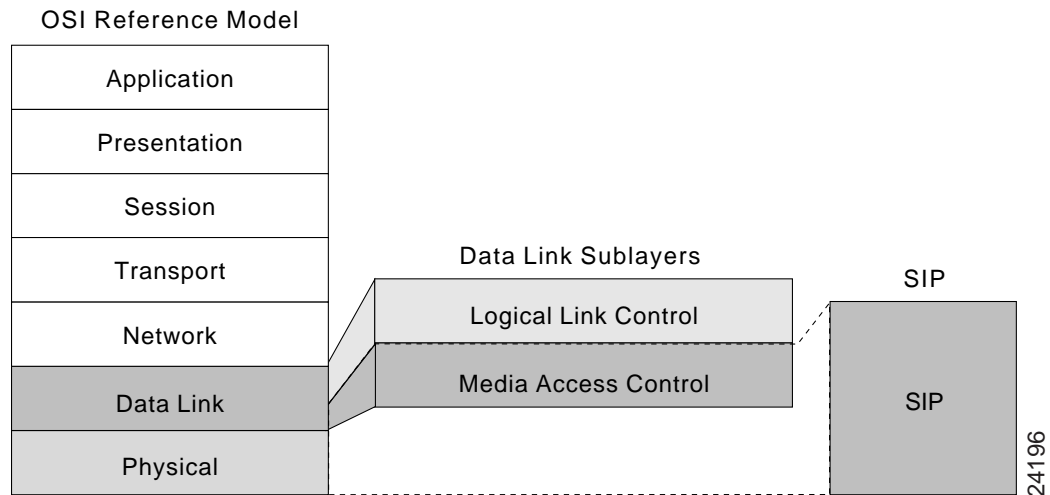 OSI Reference Model
Application
Presentation
Session
Transport
Network
Data Link
Physical
Data Link Sublayers
Logical Link Control
Media Access Control
SIP
SIP
24196